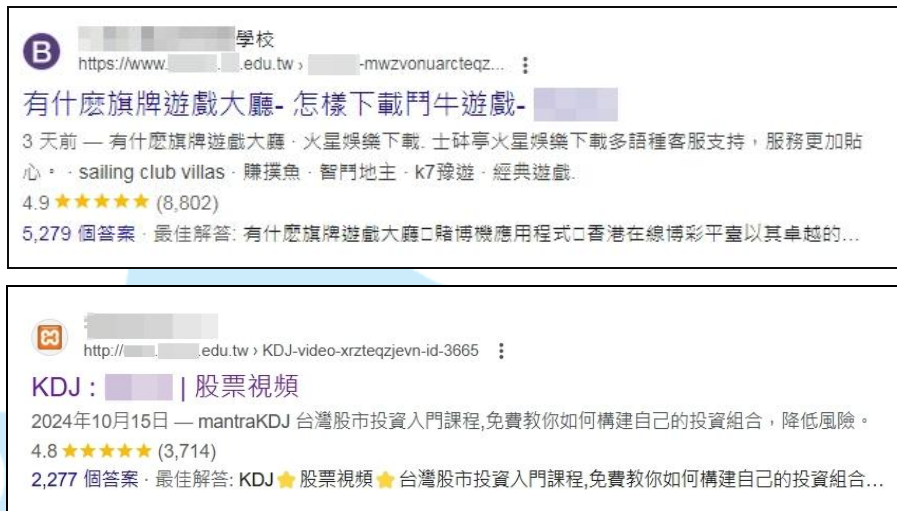 B
學校
https://www. . .edu.tw › -mwzvonuarcteqz...
有什麽旗牌遊戲大廳- 怎樣下載鬥牛遊戲-
3 天前 — 有什麽旗牌遊戲大廳 · 火星娛樂下載. 士砵亭火星娛樂下載多語種客服支持，服務更加貼
心。 · sailing club villas · 賺撲魚 · 智鬥地主 · k7豫遊 · 經典遊戲.
4.9 ★★★★★ (8,802)
5,279 個答案 · 最佳解答: 有什麽旗牌遊戲大廳□賭博機應用程式□香港在線博彩平臺以其卓越的...
http:// . .edu.tw › KDJ-video-xrzteqzjevn-id-3665
KDJ : | 股票視頻
2024年10月15日 — mantraKDJ 台灣股市投資入門課程,免費教你如何構建自己的投資組合，降低風險。
4.8 ★★★★★ (3,714)
2,277 個答案 · 最佳解答: KDJ⭐股票視頻⭐台灣股市投資入門課程,免費教你如何構建自己的投資組合...